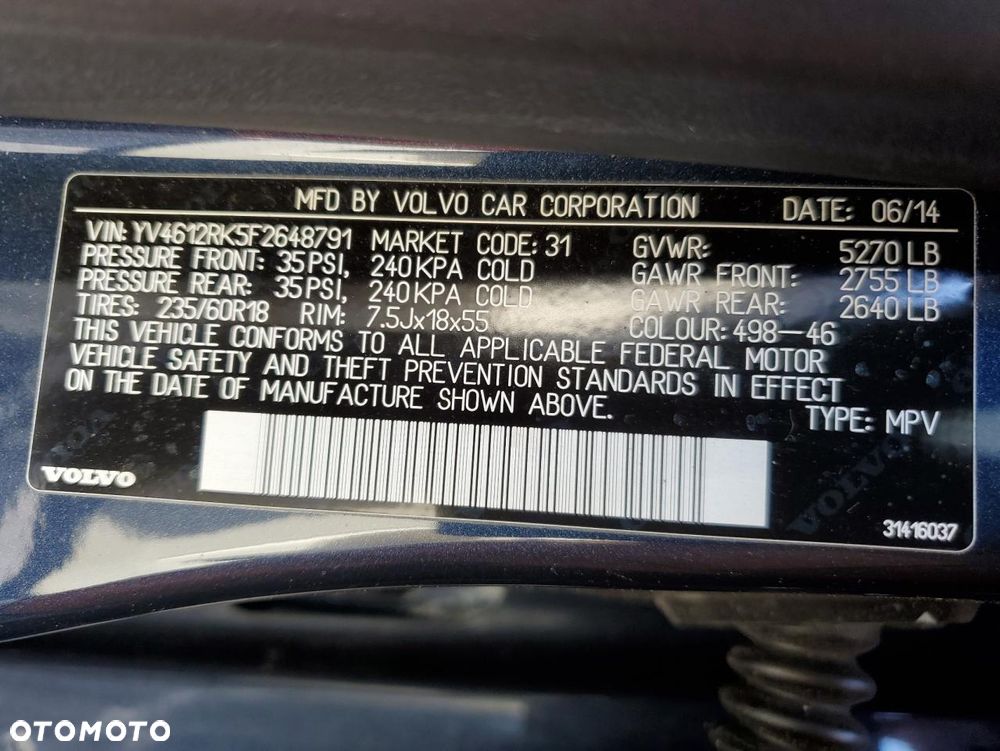 MFD BY VOLVO CAR CORPORATION DATE: 06/14
VIN: YV4612RK5F2648791 MARKET CODE: 31 GVWR: 5270 LB
PRESSURE FRONT: 35 PSI, 240 KPA COLD GAWR FRONT: 2755 LB
PRESSURE REAR: 35 PSI, 240 KPA COLD GAWR REAR: 2640 LB
TIRES: 235/60R18 RIM: 7.5Jx18x55 COLOUR: 498-46
THIS VEHICLE CONFORMS TO ALL APPLICABLE FEDERAL MOTOR
VEHICLE SAFETY AND THEFT PREVENTION STANDARDS IN EFFECT
ON THE DATE OF MANUFACTURE SHOWN ABOVE.
TYPE: MPV
VOLVO
VOLVO
31416037
OTOMOTO